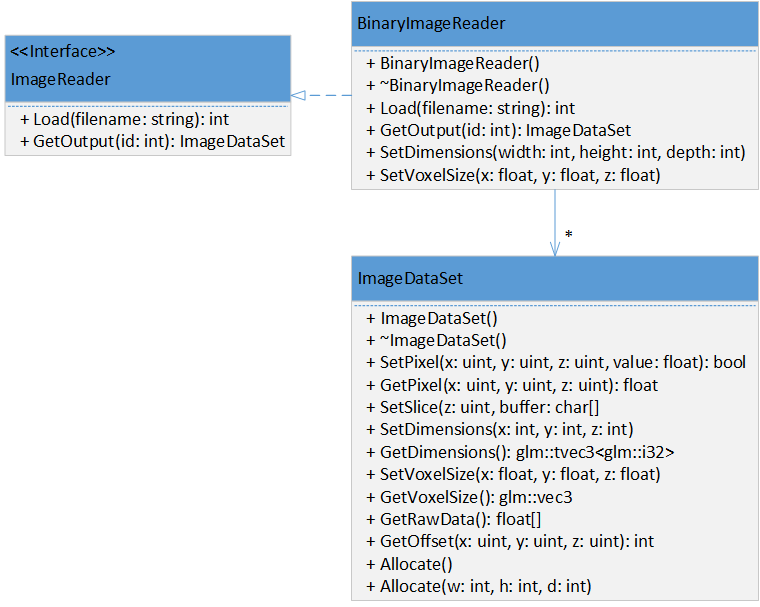 <<Interface>>
ImageReader
+ Load(filename: string): int
+ GetOutput(id: int): ImageDataSet
BinaryImageReader
+ BinaryImageReader()
+ ~BinaryImageReader()
+ Load(filename: string): int
+ GetOutput(id: int): ImageDataSet
+ SetDimensions(width: int, height: int, depth: int)
+ SetVoxelSize(x: float, y: float, z: float)
*
ImageDataSet
+ ImageDataSet()
+ ~ImageDataSet()
+ SetPixel(x: uint, y: uint, z: uint, value: float): bool
+ GetPixel(x: uint, y: uint, z: uint): float
+ SetSlice(z: uint, buffer: char[]
+ SetDimensions(x: int, y: int, z: int)
+ GetDimensions(): glm::tvec3<glm::i32>
+ SetVoxelSize(x: float, y: float, z: float)
+ GetVoxelSize(): glm::vec3
+ GetRawData(): float[]
+ GetOffset(x: uint, y: uint, z: uint): int
+ Allocate()
+ Allocate(w: int, h: int, d: int)